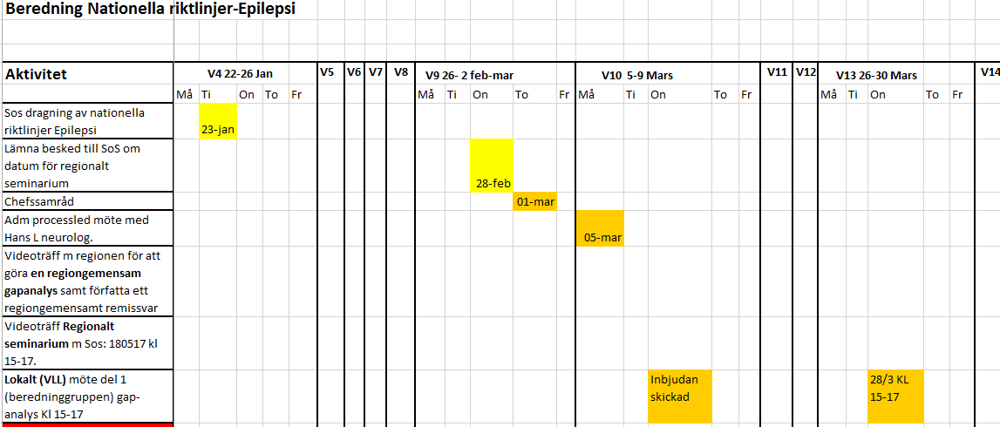 Beredning Nationella riktlinjer-Epilepsi
Aktivitet V4 22-26 Jan V5 V6 V7 V8 V9 26- 2 feb-mar V10 5-9 Mars V11 V12 V13 26-30 Mars V14
Må Ti On To Fr Må Ti On To Fr Må Ti On To Fr Må Ti On To Fr
Sos dragning av nationella
riktlinjer Epilepsi 23-jan
Lämna besked till SoS om
datum för regionalt
seminarium 28-feb
Chefssamråd 01-mar
Adm processled möte med
Hans L neurolog. 05-mar
Videoträff m regionen för att
göra en regiongemensam
gapanalys samt författa ett
regiongemensamt remissvar
Videoträff Regionalt
seminarium m Sos: 180517 kl
15-17.
Lokalt (VLL) möte del 1 Inbjudan 28/3 KL
(beredninggruppen) gap- skickad 15-17
analys Kl 15-17